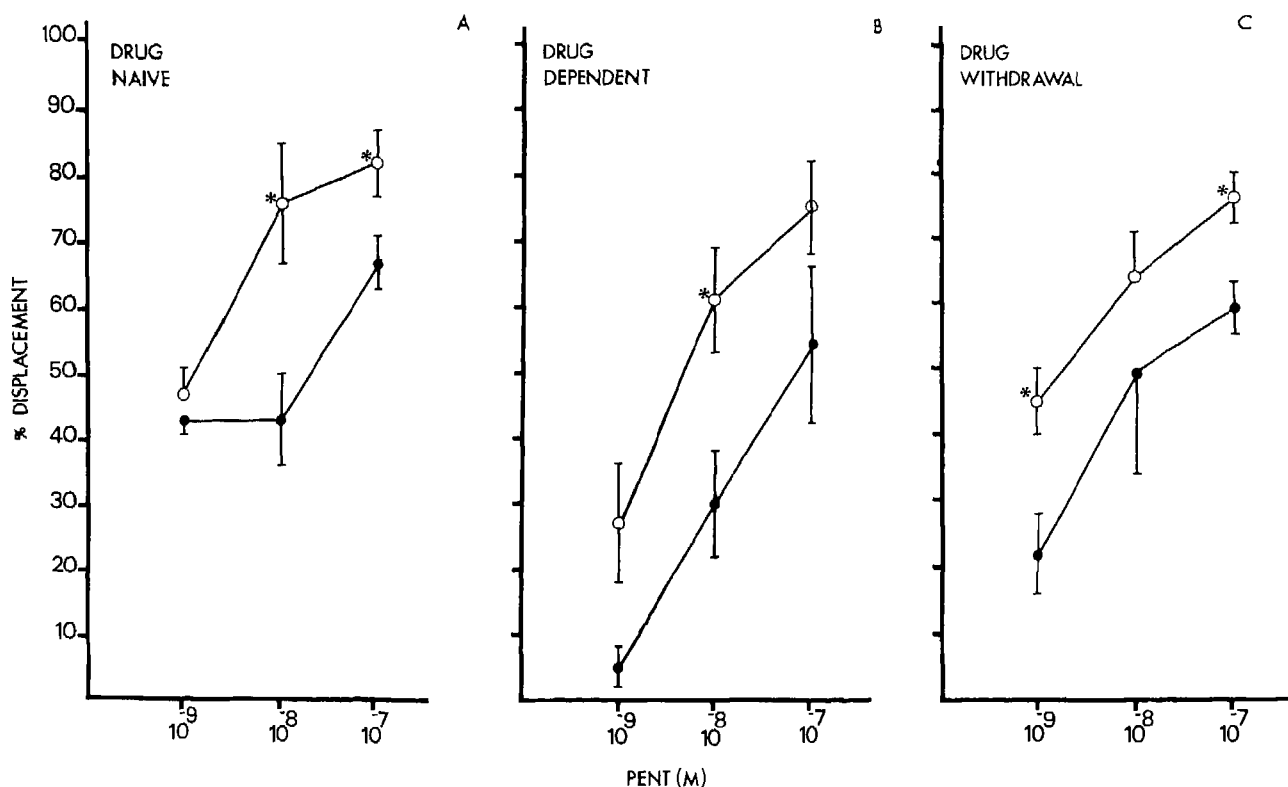 A
DRUG
NAIVE
B
DRUG
DEPENDENT
C
DRUG
WITHDRAWAL
% DISPLACEMENT
100
90
80
70
60
50
40
30
20
10
*
*
*
*
*
10⁻⁹
10⁻⁸
10⁻⁷
10⁻⁹
10⁻⁸
10⁻⁷
10⁻⁹
10⁻⁸
10⁻⁷
PENT (M)